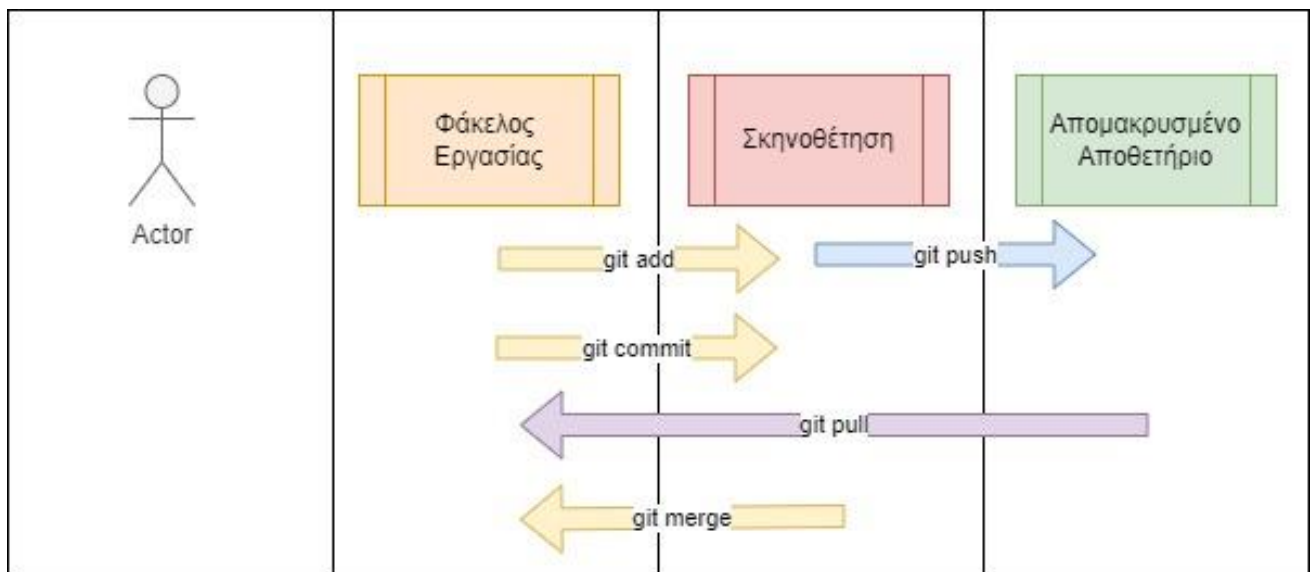 Φάκελος
Εργασίας
Σκηνοθέτηση
Απομακρυσμένο
Αποθετήριο
Actor
git add
git push
git commit
git pull
git merge